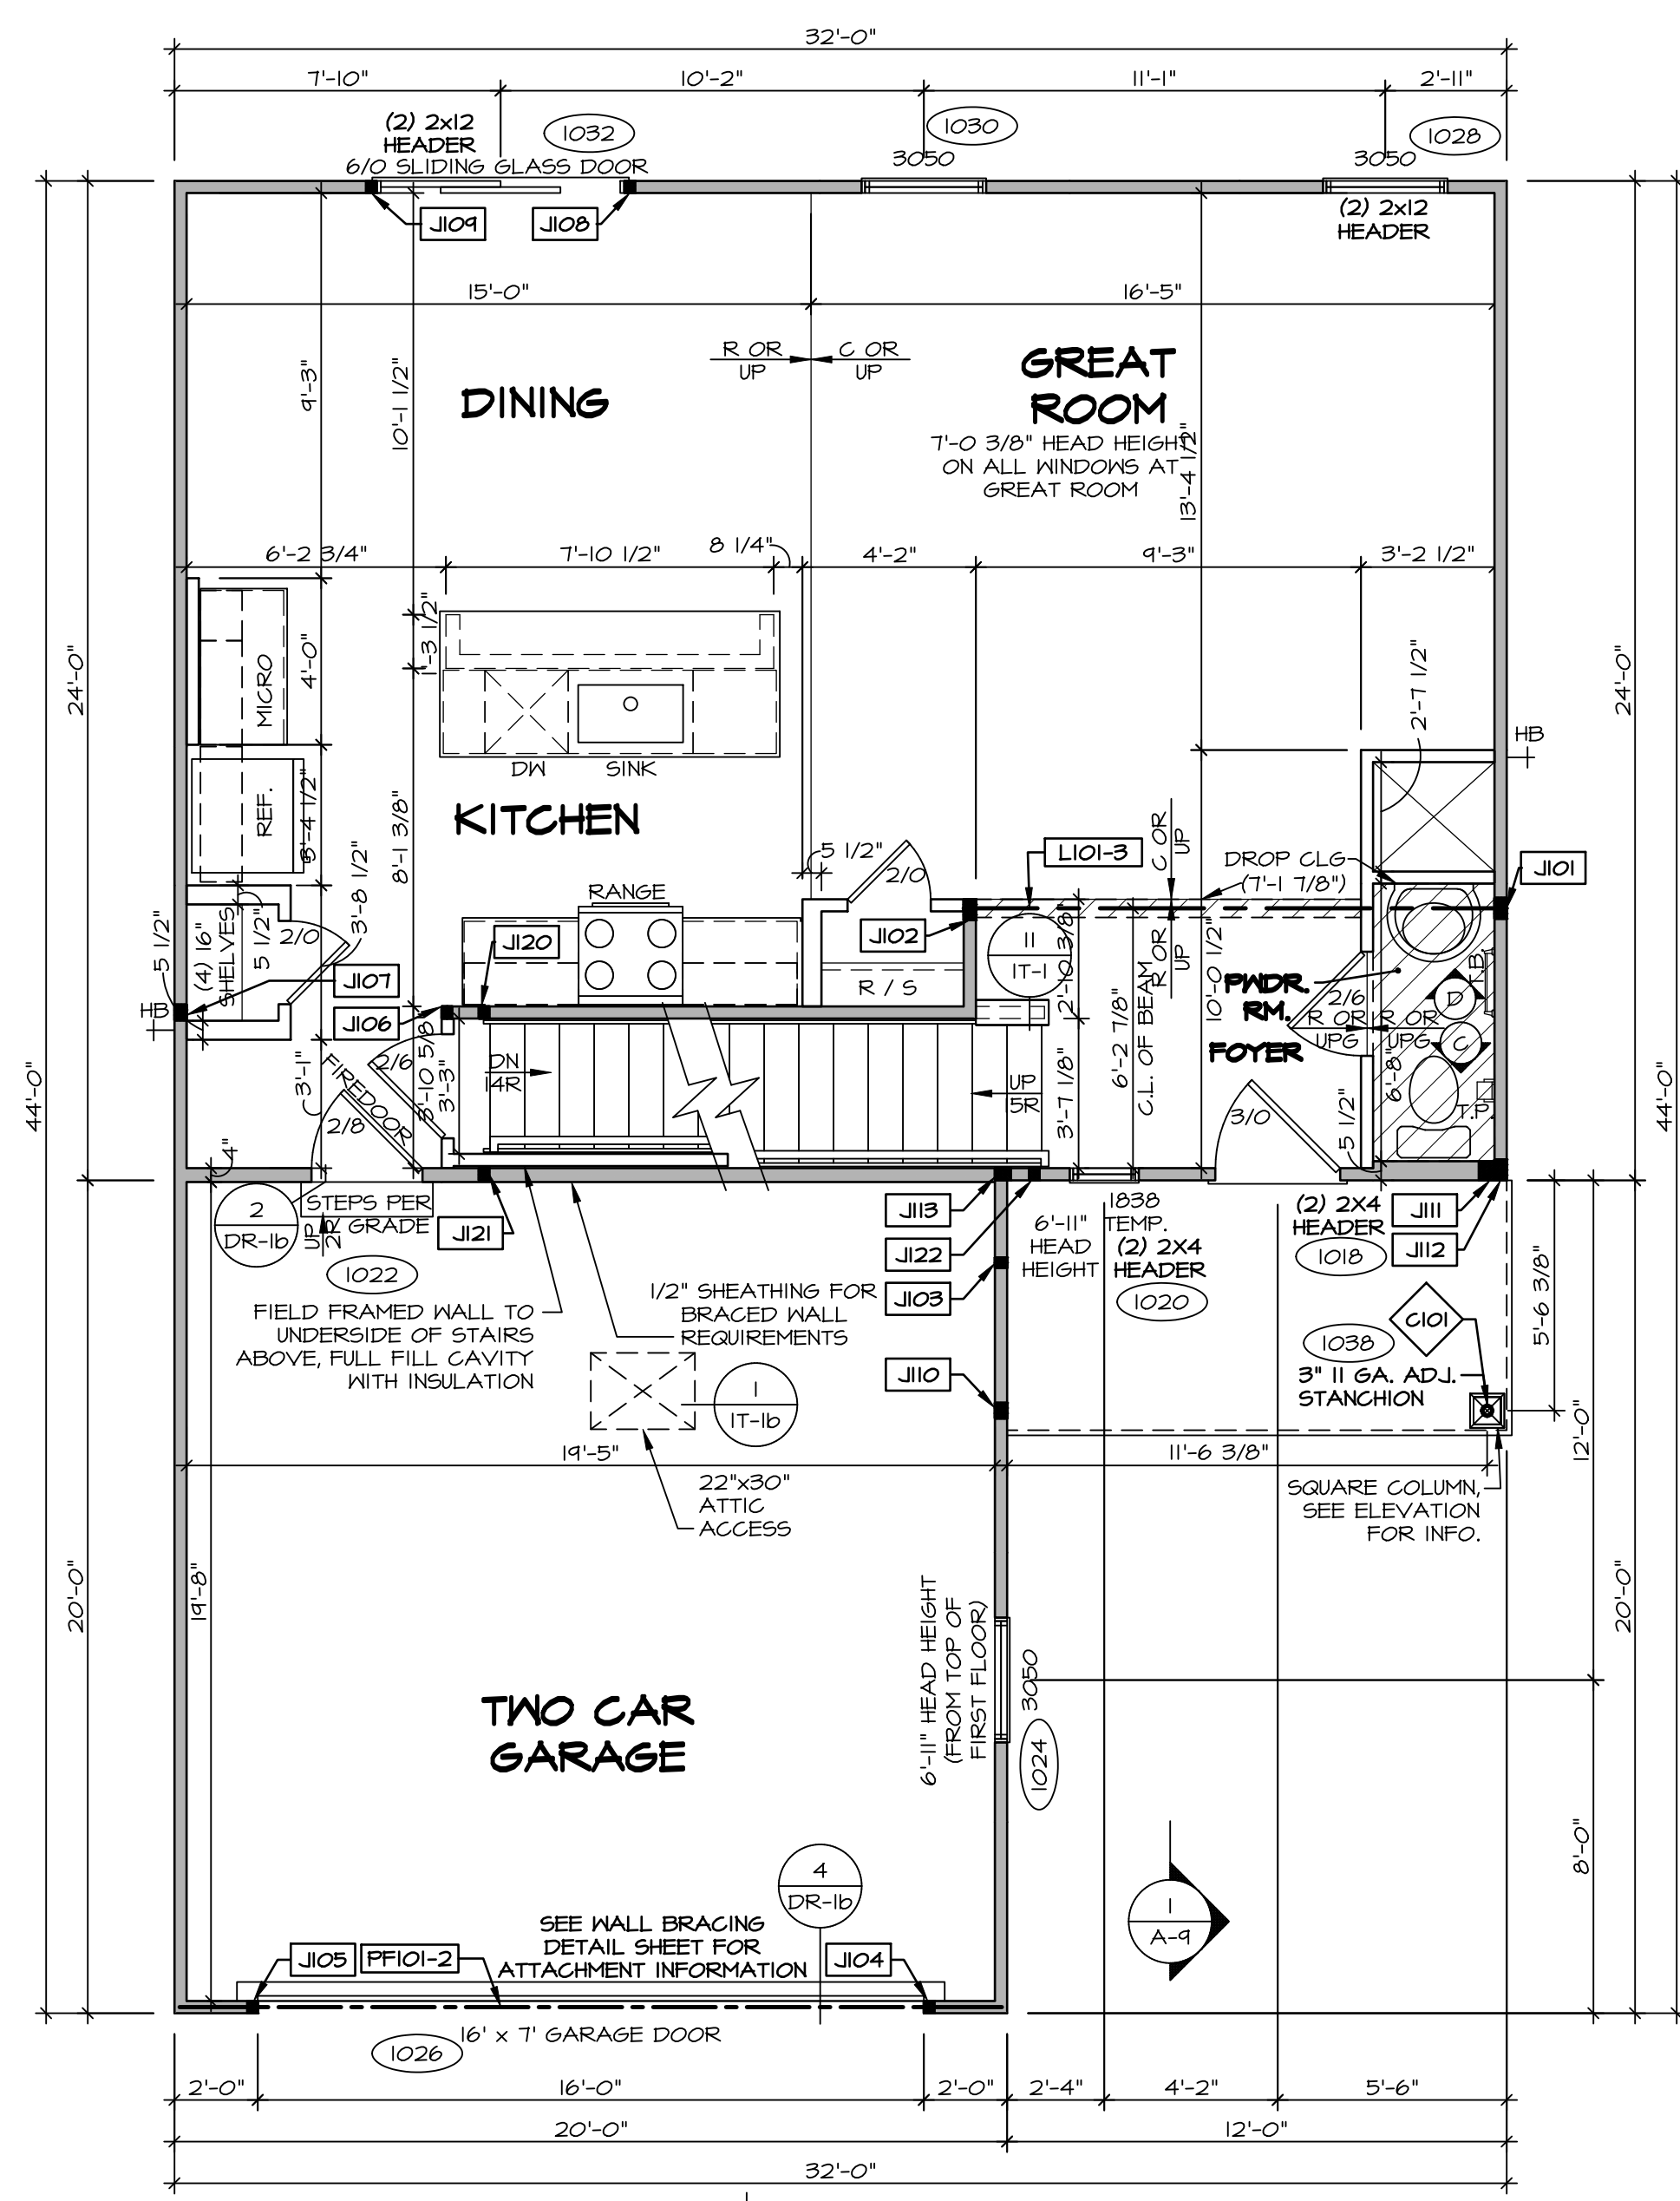 32'-0"
7'-10"
10'-2"
11'-1"
2'-11"
(2) 2x12
HEADER
6/0 SLIDING GLASS DOOR
1032
1030
3050
1028
3050
(2) 2x12
HEADER
J109
J108
15'-0"
16'-5"
R OR
UP
C OR
UP
DINING
GREAT
ROOM
7'-0 3/8" HEAD HEIGHT
ON ALL WINDOWS AT
GREAT ROOM
9'-3"
10'-1 1/2"
13'-4 1/2"
6'-2 3/4"
7'-10 1/2"
8 1/4"
4'-2"
9'-3"
3'-2 1/2"
24'-0"
44'-0"
24'-0"
44'-0"
MICRO
4'-0"
1'-3 1/2"
DW
SINK
2'-7 1/2"
HB
REF.
3'-4 1/2"
8'-1 3/8"
KITCHEN
5 1/2"
2/0
L101-3
C OR
UP
R OR
UP
DROP CLG
(7'-1 7/8")
J101
RANGE
3'-8 1/2"
5 1/2"
(4) 16"
SHELVES
5 1/2"
2/0
J107
J106
HB
J120
J102
R / S
11
1T-1
2'-10 3/8"
6'-2 7/8"
C.L. OF BEAM
10'-0 1/2"
PWDR.
RM.
FOYER
2/6
R OR
UPG
R OR
UPG
T.B.
D
C
T.P.
6'-8"
5 1/2"
3'-1"
FIREDOOR
2/8
2/6
3'-10 5/8"
3'-3"
DN
14R
UP
15R
3'-7 1/8"
3/0
4"
2
DR-1b
STEPS PER
GRADE
UP
2R
1022
J121
J113
J122
J103
J110
1838
TEMP.
6'-11"
HEAD
HEIGHT
(2) 2X4
HEADER
1020
(2) 2X4
HEADER
1018
J111
J112
C101
1038
3" 11 GA. ADJ.
STANCHION
5'-6 3/8"
12'-0"
FIELD FRAMED WALL TO
UNDERSIDE OF STAIRS
ABOVE, FULL FILL CAVITY
WITH INSULATION
1/2" SHEATHING FOR
BRACED WALL
REQUIREMENTS
1
1T-1b
19'-5"
11'-6 3/8"
22"x30"
ATTIC
ACCESS
SQUARE COLUMN,
SEE ELEVATION
FOR INFO.
20'-0"
19'-8"
20'-0"
6'-11" HEAD HEIGHT
(FROM TOP OF
FIRST FLOOR)
3050
1024
TWO CAR
GARAGE
8'-0"
4
DR-1b
1
A-9
SEE WALL BRACING
DETAIL SHEET FOR
ATTACHMENT INFORMATION
J105
PF101-2
J104
1026
16' x 7' GARAGE DOOR
2'-0"
16'-0"
2'-0"
2'-4"
4'-2"
5'-6"
20'-0"
12'-0"
32'-0"